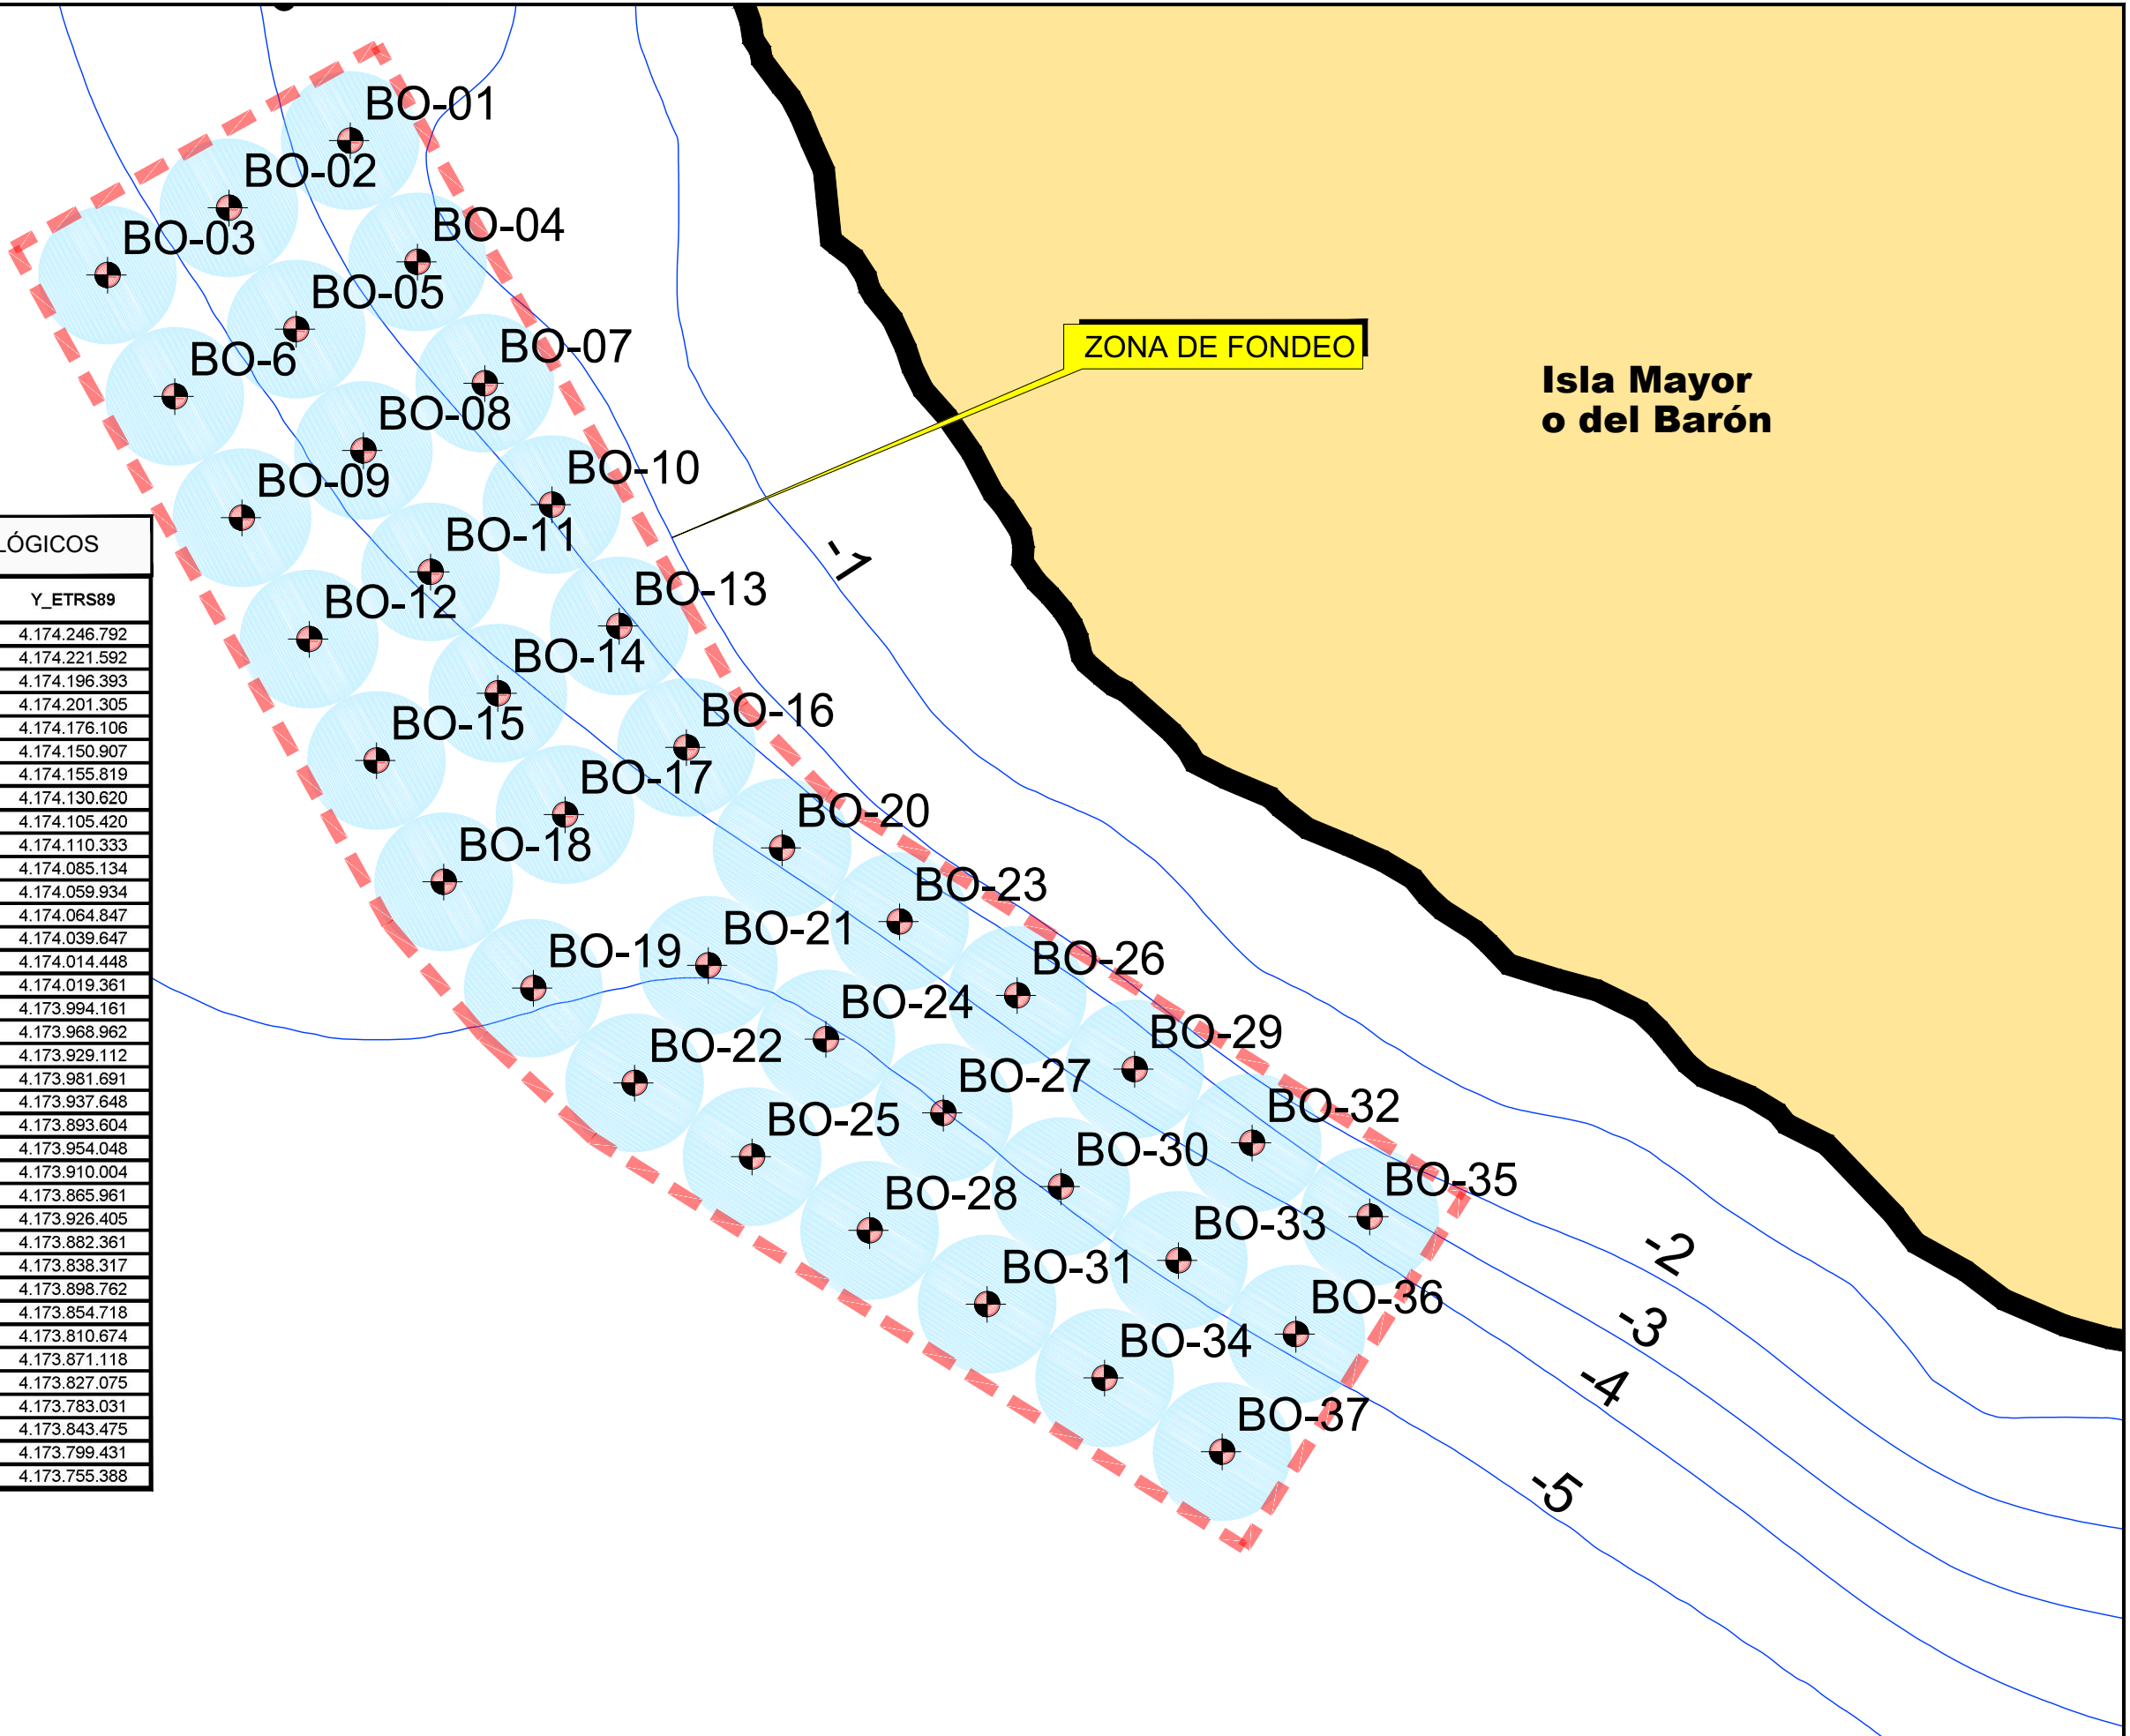 BO-01
BO-02
BO-03
BO-04
BO-05
BO-6
BO-07
BO-08
BO-09
BO-10
BO-11
BO-12
BO-13
BO-14
BO-15
BO-16
BO-17
BO-18
BO-20
BO-19
BO-21
BO-23
BO-22
BO-24
BO-26
BO-25
BO-27
BO-29
BO-28
BO-30
BO-32
BO-31
BO-33
BO-35
BO-34
BO-36
BO-37
ZONA DE FONDEO
Isla Mayor
o del Barón
-1
-2
-3
-4
-5
LÓGICOS
Y_ETRS89
4.174.246.792
4.174.221.592
4.174.196.393
4.174.201.305
4.174.176.106
4.174.150.907
4.174.155.819
4.174.130.620
4.174.105.420
4.174.110.333
4.174.085.134
4.174.059.934
4.174.064.847
4.174.039.647
4.174.014.448
4.174.019.361
4.173.994.161
4.173.968.962
4.173.929.112
4.173.981.691
4.173.937.648
4.173.893.604
4.173.954.048
4.173.910.004
4.173.865.961
4.173.926.405
4.173.882.361
4.173.838.317
4.173.898.762
4.173.854.718
4.173.810.674
4.173.871.118
4.173.827.075
4.173.783.031
4.173.843.475
4.173.799.431
4.173.755.388